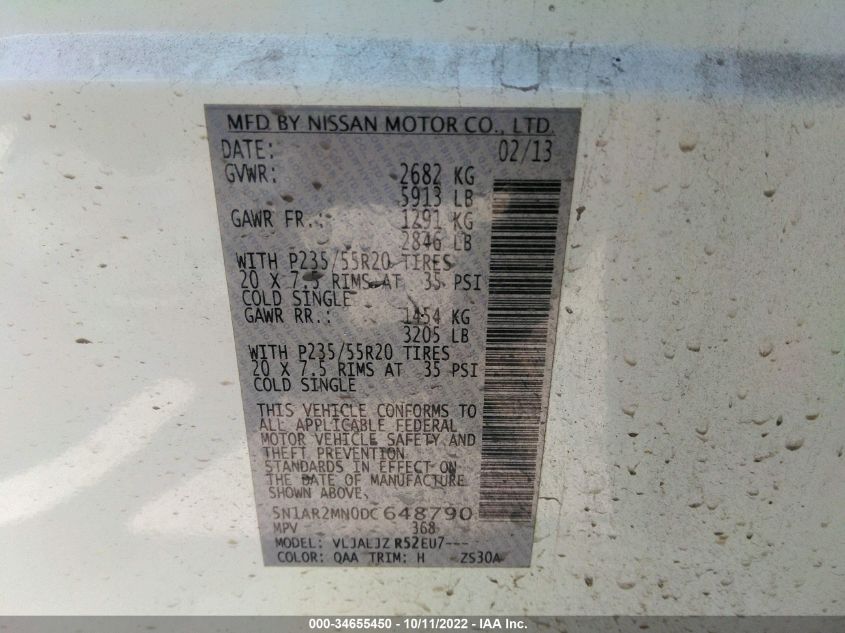 MFD BY NISSAN MOTOR CO., LTD.
DATE: 02/13
GVWR: 2682 KG
5913 LB
GAWR FR.: 1291 KG
2846 LB
WITH P235/55R20 TIRES
20 X 7.5 RIMS AT 35 PSI
COLD SINGLE
GAWR RR.: 1454 KG
3205 LB
WITH P235/55R20 TIRES
20 X 7.5 RIMS AT 35 PSI
COLD SINGLE
THIS VEHICLE CONFORMS TO
ALL APPLICABLE FEDERAL
MOTOR VEHICLE SAFETY AND
THEFT PREVENTION
STANDARDS IN EFFECT ON
THE DATE OF MANUFACTURE
SHOWN ABOVE.
5N1AR2MN0DC648790
MPV 368
MODEL: VLJALJZ R52EU7---
COLOR: QAA TRIM: H ZS30A
000-34655450 - 10/11/2022 - IAA Inc.